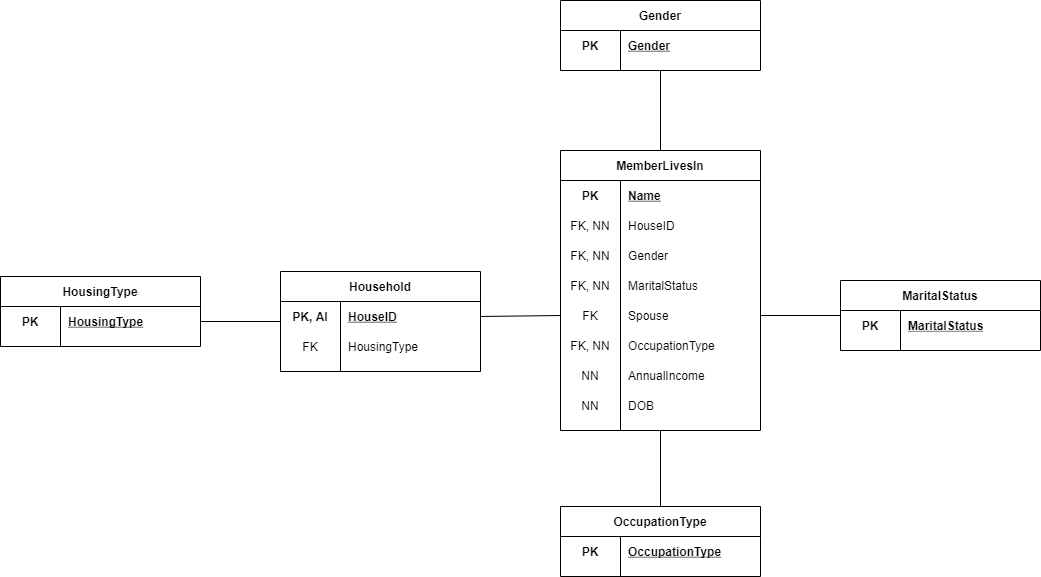 Gender
PK Gender
MemberLivesIn
PK Name
FK, NN HouseID
FK, NN Gender
FK, NN MaritalStatus
FK Spouse
FK, NN OccupationType
NN AnnualIncome
NN DOB
HousingType
PK HousingType
Household
PK, AI HouseID
FK HousingType
MaritalStatus
PK MaritalStatus
OccupationType
PK OccupationType